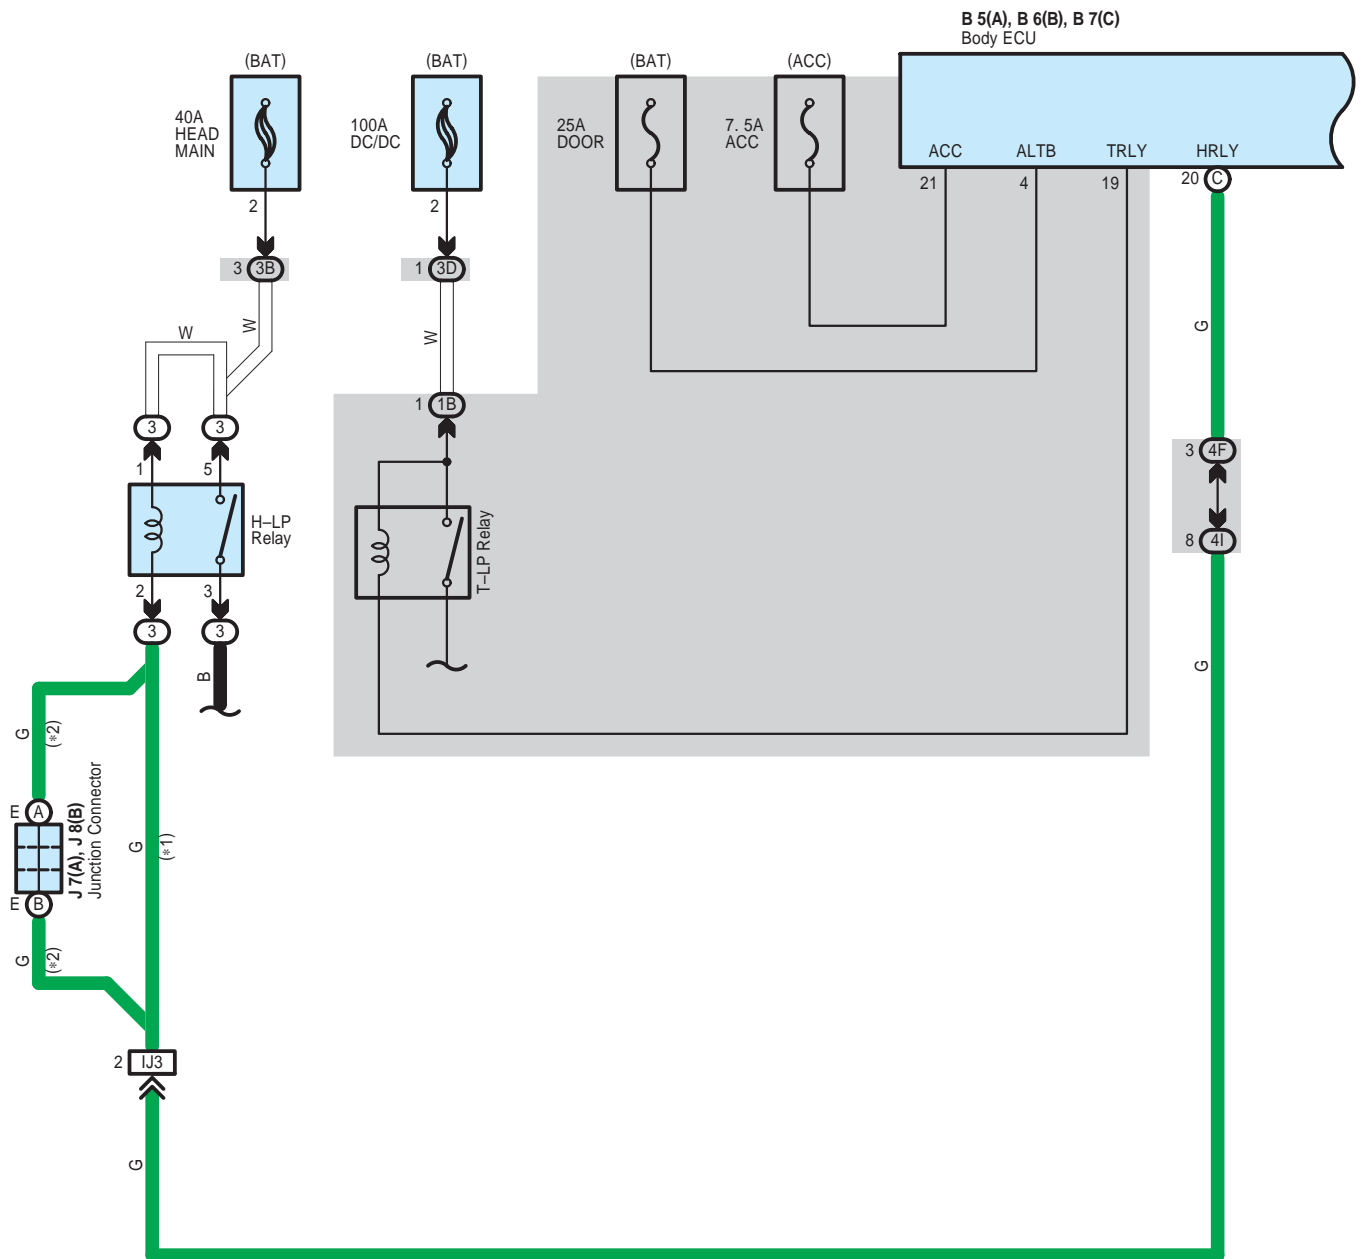 B 5(A), B 6(B), B 7(C)
Body ECU
(BAT)
(BAT)
(BAT)
(ACC)
40A
HEAD
MAIN
100A
DC/DC
25A
DOOR
7. 5A
ACC
ACC
ALTB
TRLY
HRLY
21
4
19
20
C
2
2
3
3B
1
3D
W
W
W
G
1
1B
3
3
1
5
3
4F
8
4I
H–LP
Relay
T–LP Relay
2
3
3
3
B
G
G
(*2)
E
A
J 7(A), J 8(B)
Junction Connector
G
(*1)
E
B
G
(*2)
2
IJ3
G